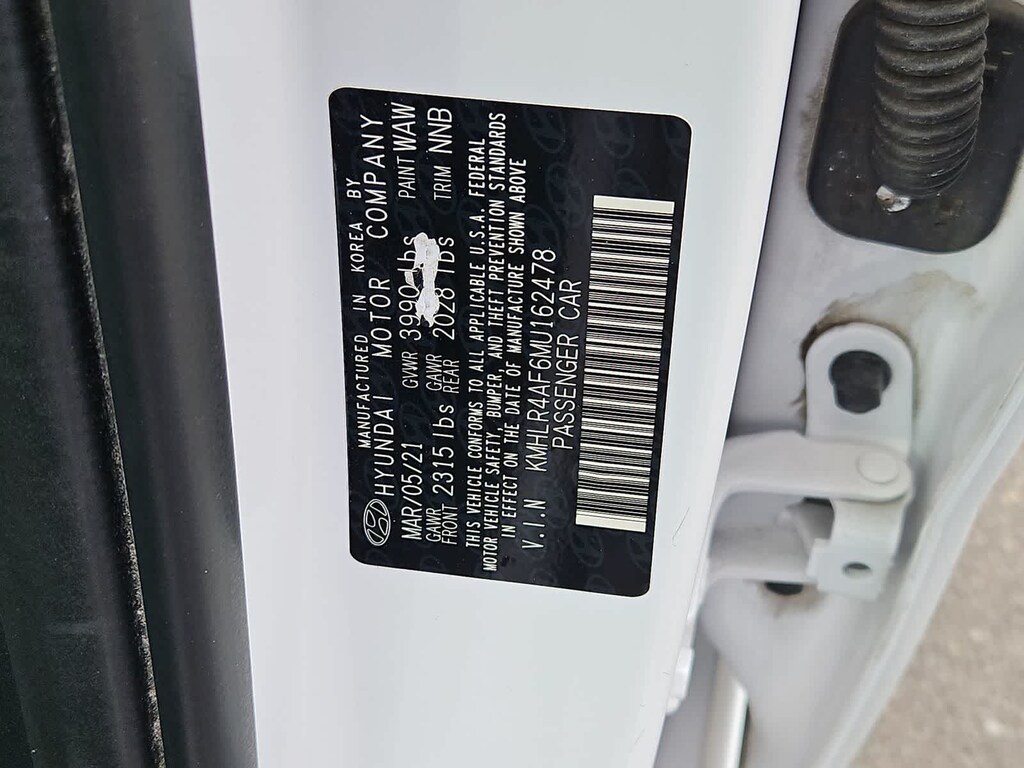 MANUFACTURED IN KOREA BY
HYUNDAI MOTOR COMPANY
MAR/05/21 GVWR 3990 lbs PAINT WAW
GAWR FRONT 2315 lbs GAWR REAR 2028 lbs TRIM NNB
THIS VEHICLE CONFORMS TO ALL APPLICABLE U.S.A. FEDERAL
MOTOR VEHICLE SAFETY, BUMPER, AND THEFT PREVENTION STANDARDS
IN EFFECT ON THE DATE OF MANUFACTURE SHOWN ABOVE
V.I.N KMHLR4AF6MU162478
PASSENGER CAR